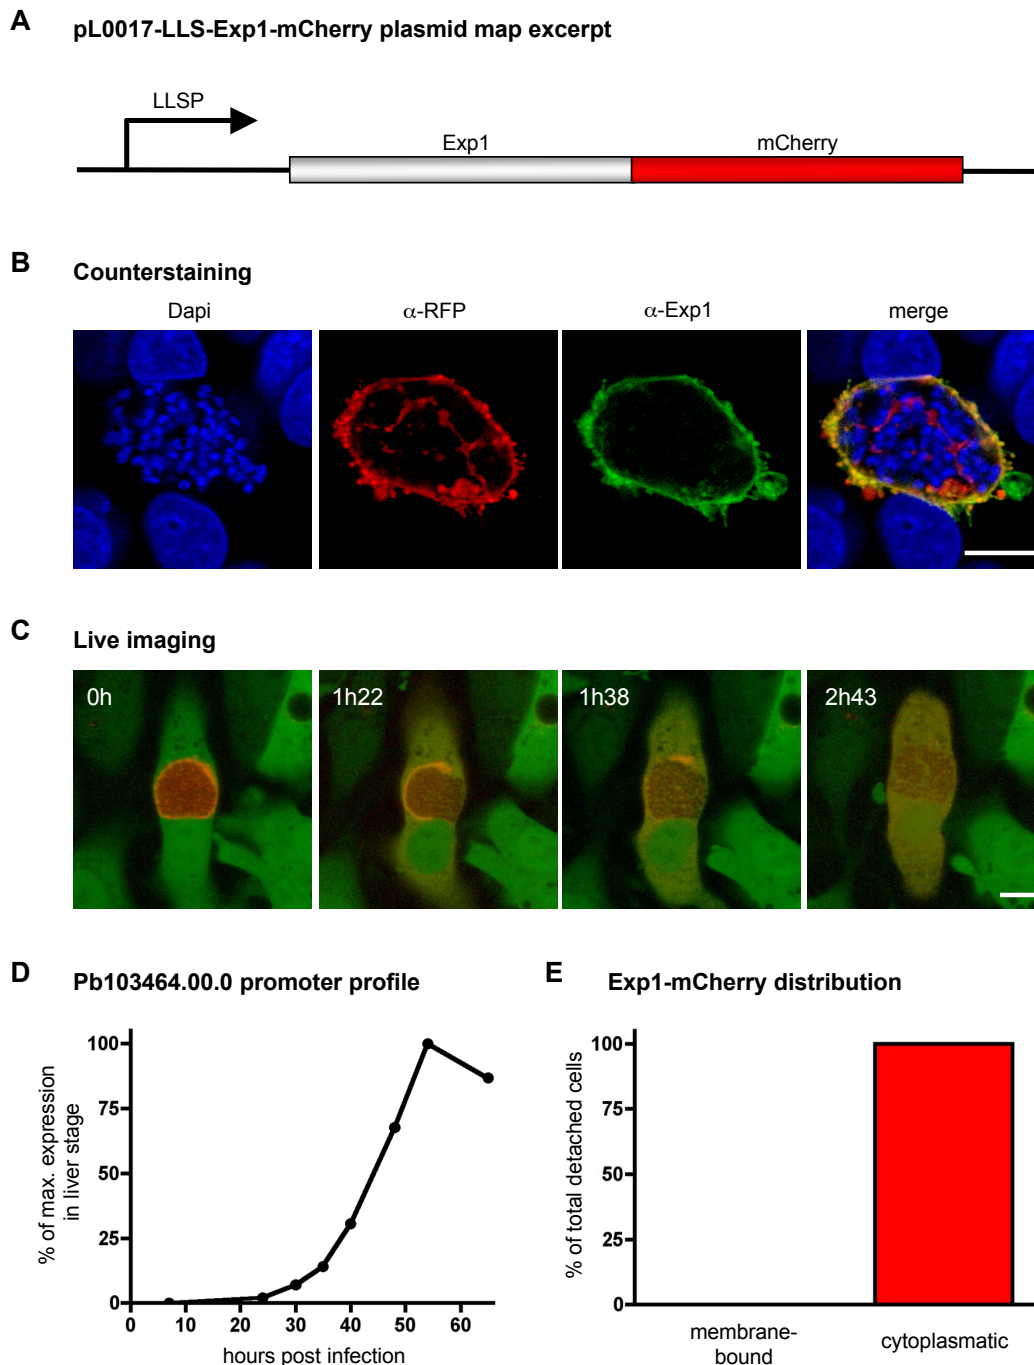 A
pL0017-LLS-Exp1-mCherry plasmid map excerpt
LLSP
Exp1
mCherry
B
Counterstaining
Dapi
α-RFP
α-Exp1
merge
C
Live imaging
0h
1h22
1h38
2h43
D
Pb103464.00.0 promoter profile
% of max. expression
in liver stage
100
75
50
25
0
0 10 20 30 40 50 60
hours post infection
E
Exp1-mCherry distribution
% of total detached cells
100
75
50
25
0
membrane-
bound
cytoplasmatic